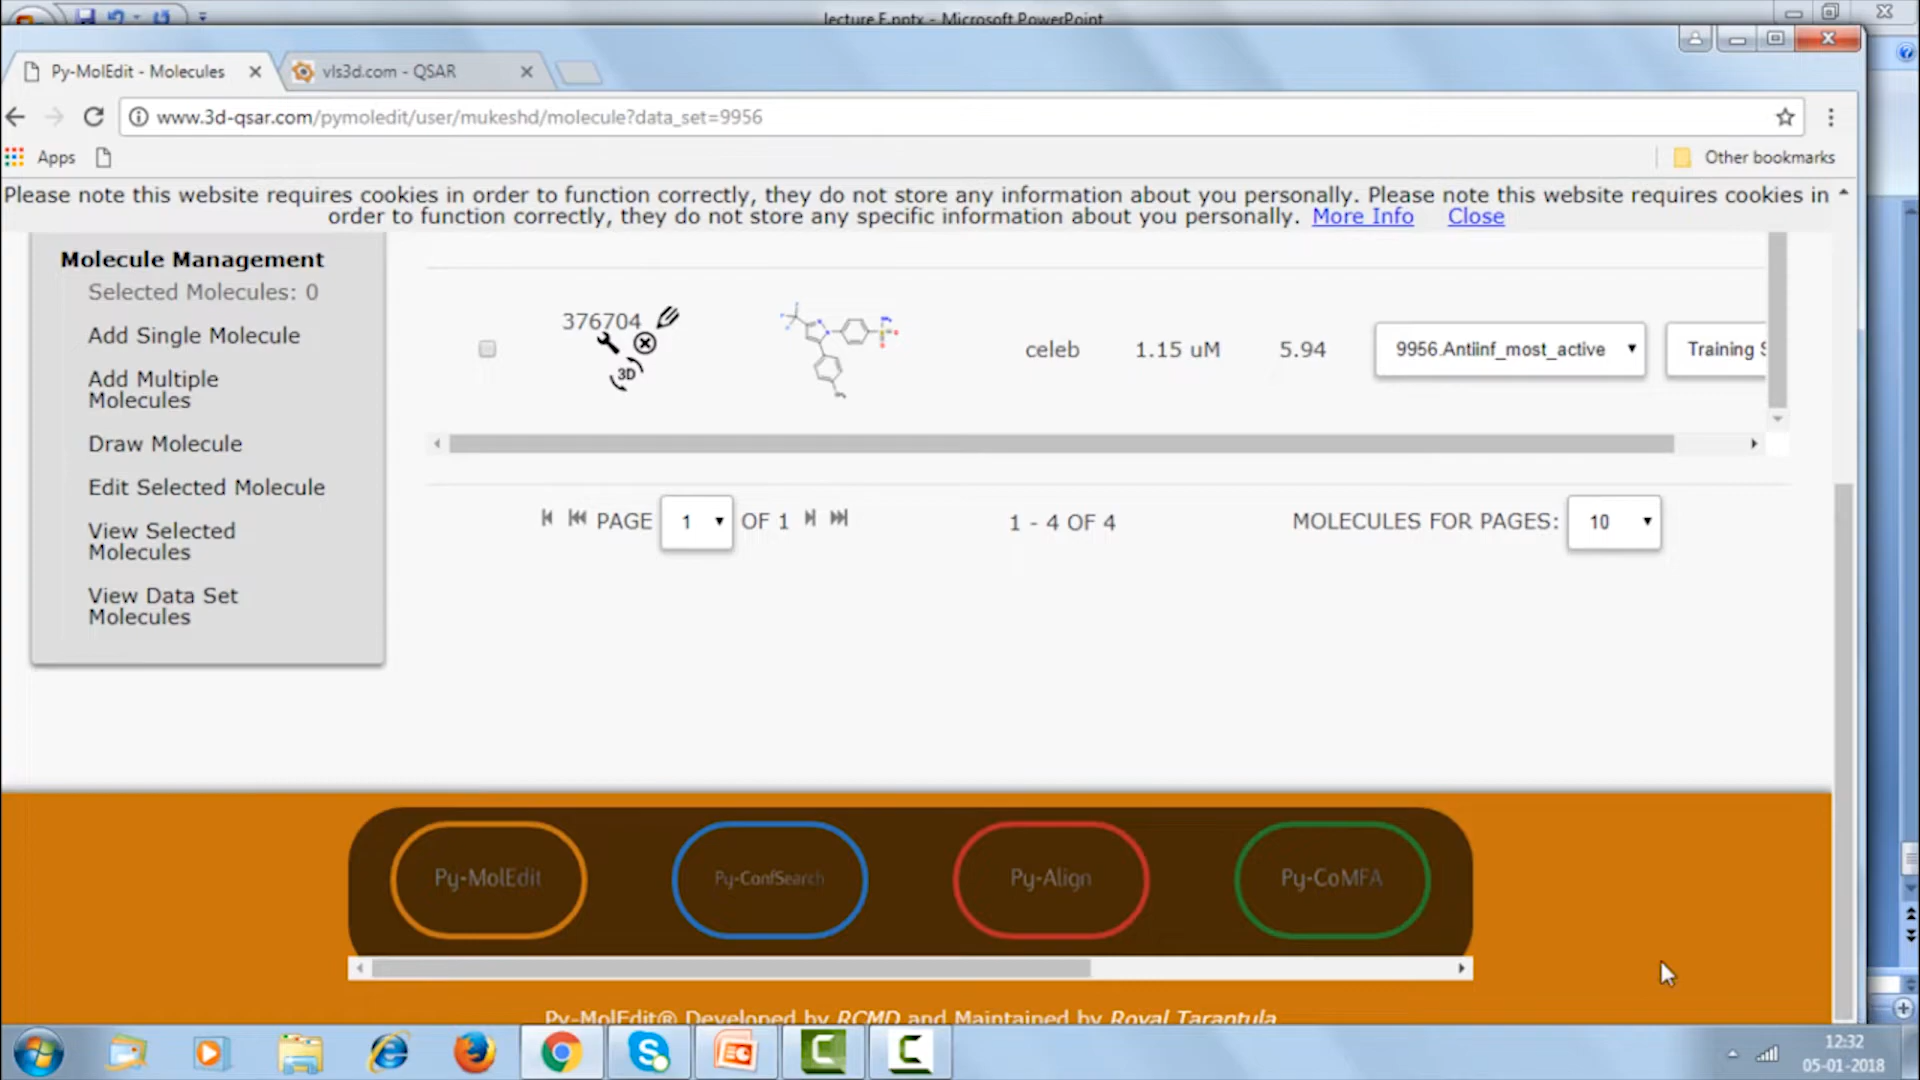 lecture F.pptx - Microsoft PowerPoint
Py-MolEdit - Molecules
vls3d.com - QSAR
www.3d-qsar.com/pymoledit/user/mukeshd/molecule?data_set=9956
Apps
Other bookmarks
Please note this website requires cookies in order to function correctly, they do not store any information about you personally. Please note this website requires cookies in
order to function correctly, they do not store any specific information about you personally. More Info Close
Molecule Management
Selected Molecules: 0
Add Single Molecule
Add Multiple
Molecules
Draw Molecule
Edit Selected Molecule
View Selected
Molecules
View Data Set
Molecules
376704
3D
celeb 1.15 uM 5.94 9956.Antiinf_most_active Training S
PAGE 1 OF 1 1 - 4 OF 4 MOLECULES FOR PAGES: 10
Py-MolEdit
Py-ConfSearch
Py-Align
Py-CoMFA
Py-MolEdit® Developed by RCMD and Maintained by Royal Tarantula
12:32
05-01-2018